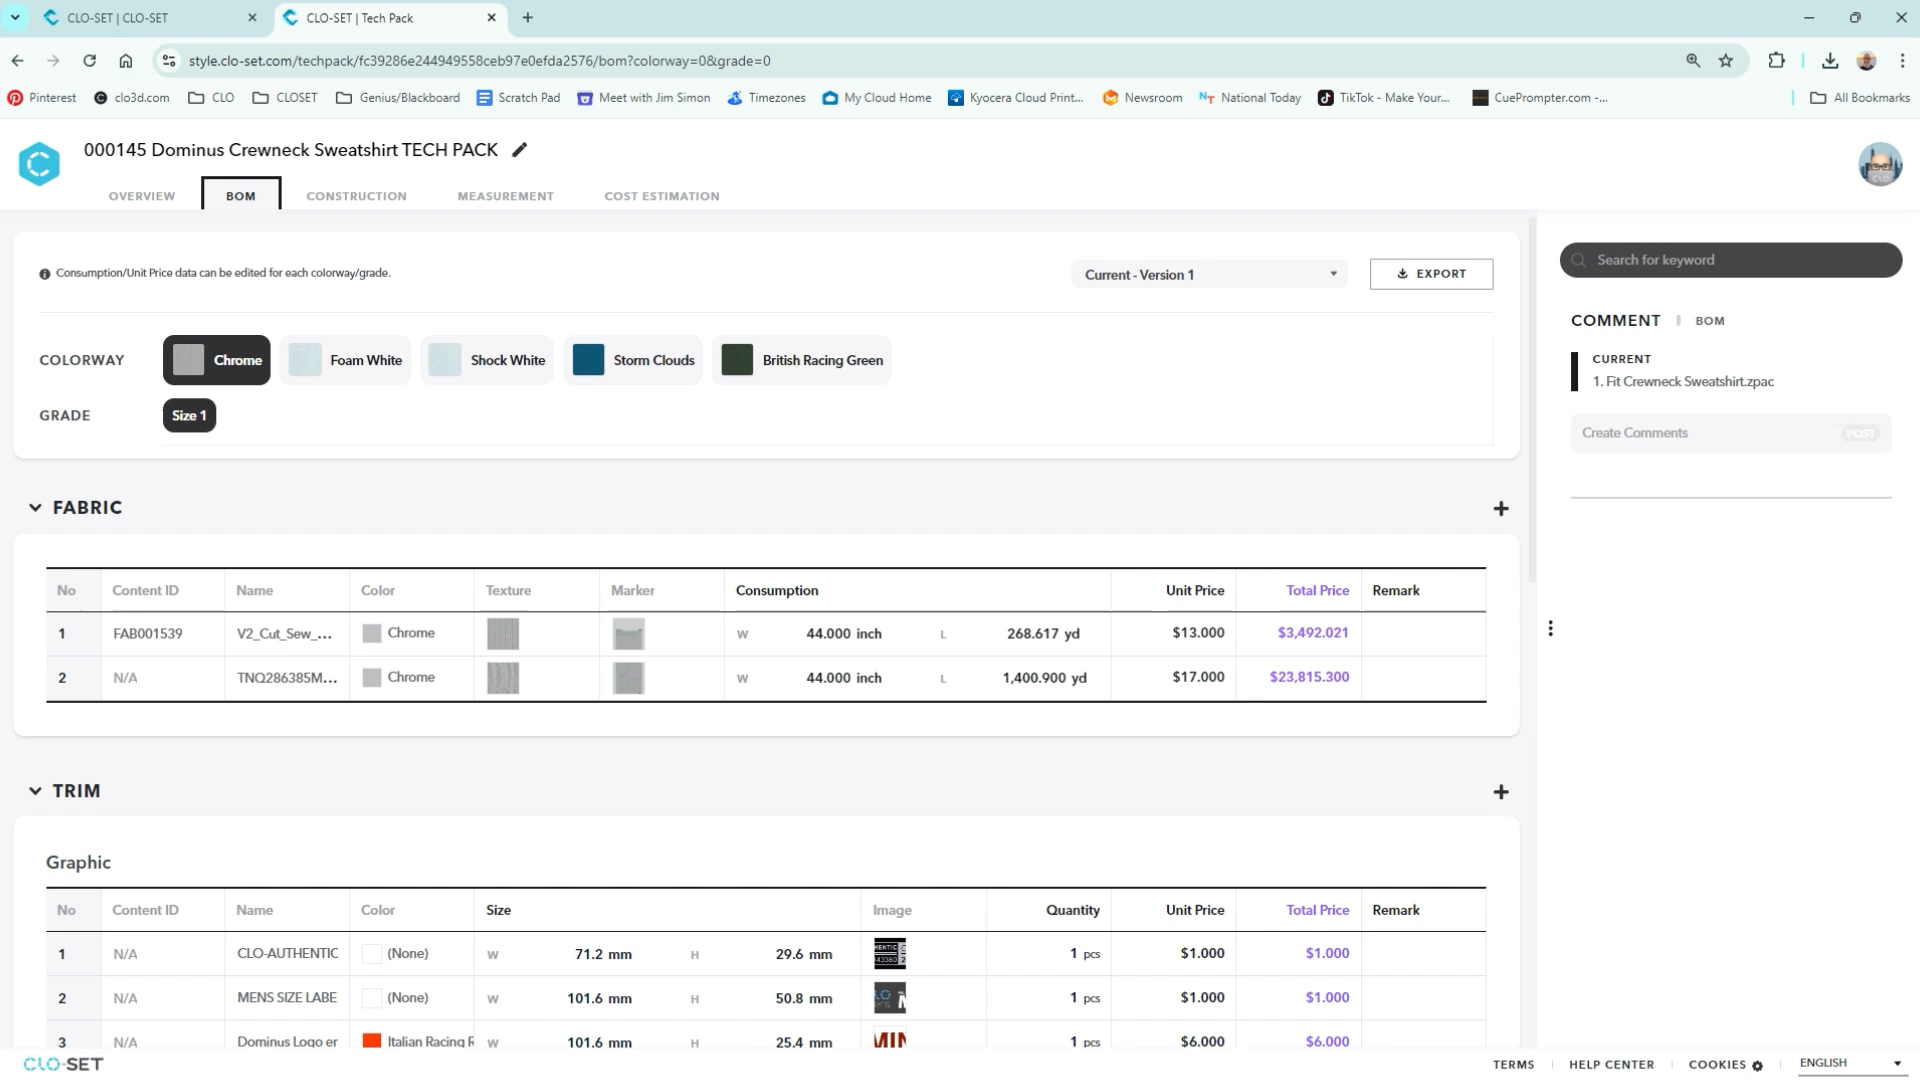 CLO-SET | CLO-SET
CLO-SET | Tech Pack
style.clo-set.com/techpack/fc39286e244949558ceb97e0efda2576/bom?colorway=0&grade=0
Pinterest
clo3d.com
CLO
CLOSET
Genius/Blackboard
Scratch Pad
Meet with Jim Simon
Timezones
My Cloud Home
Kyocera Cloud Print...
Newsroom
National Today
TikTok - Make Your...
CuePrompter.com -...
All Bookmarks
000145 Dominus Crewneck Sweatshirt TECH PACK
OVERVIEW
BOM
CONSTRUCTION
MEASUREMENT
COST ESTIMATION
Consumption/Unit Price data can be edited for each colorway/grade.
Current - Version 1
EXPORT
COLORWAY
Chrome
Foam White
Shock White
Storm Clouds
British Racing Green
GRADE
Size 1
Search for keyword
COMMENT
BOM
CURRENT
1. Fit Crewneck Sweatshirt.zpac
Create Comments
POST
FABRIC
No Content ID Name Color Texture Marker Consumption Unit Price Total Price Remark
1 FAB001539 V2_Cut_Sew_... Chrome W 44.000 inch L 268.617 yd $13.000 $3,492.021
2 N/A TNQ286385M... Chrome W 44.000 inch L 1,400.900 yd $17.000 $23,815.300
TRIM
Graphic
No Content ID Name Color Size Image Quantity Unit Price Total Price Remark
1 N/A CLO-AUTHENTIC (None) W 71.2 mm H 29.6 mm 1 pcs $1.000 $1.000
2 N/A MENS SIZE LABE (None) W 101.6 mm H 50.8 mm 1 pcs $1.000 $1.000
3 N/A Dominus Logo er Italian Racing R W 101.6 mm H 25.4 mm 1 pcs $6.000 $6.000
CLO-SET
TERMS
HELP CENTER
COOKIES
ENGLISH